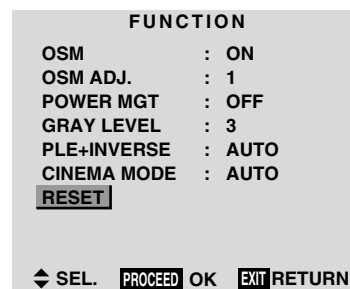 FUNCTION
OSM : ON
OSM ADJ. : 1
POWER MGT : OFF
GRAY LEVEL : 3
PLE+INVERSE : AUTO
CINEMA MODE : AUTO
RESET
SEL. PROCEED OK EXIT RETURN